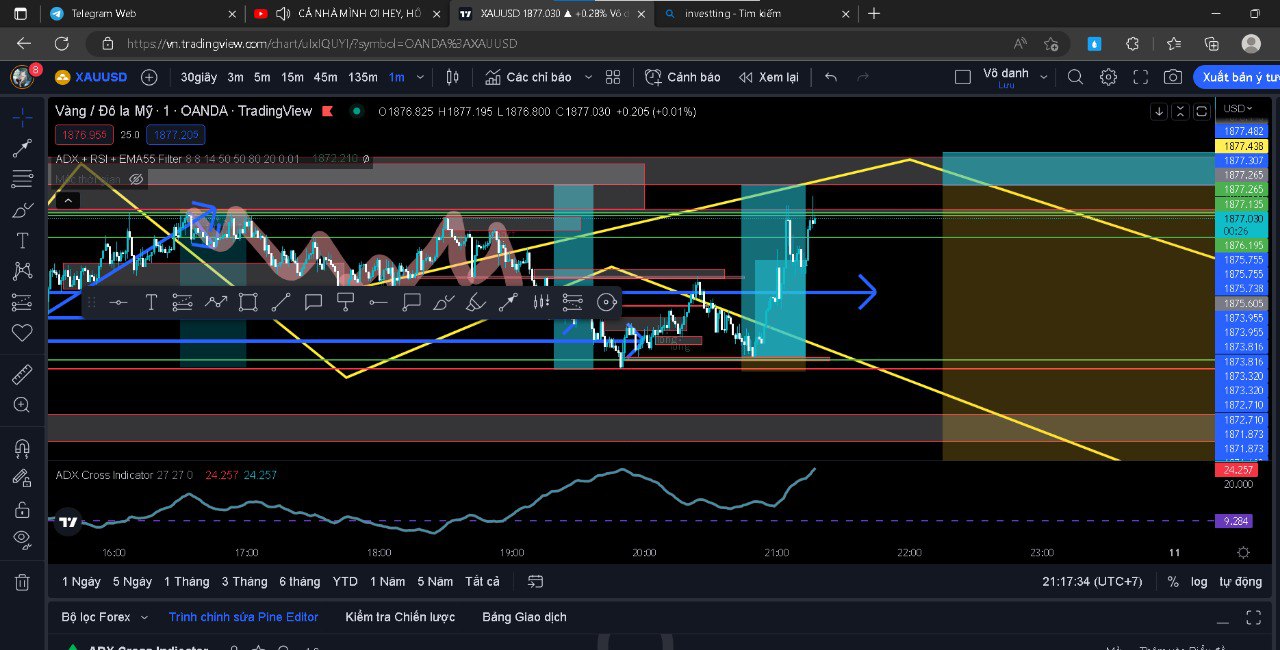 Telegram Web
CẢ NHÀ MÌNH ƠI HEY, HÓ
XAUUSD 1877.030 ▲ +0.28% Vô d
investting - Tìm kiếm
https://vn.tradingview.com/chart/uIxIQUYI/?symbol=OANDA%3AXAUUSD
8
XAUUSD
30giây 3m 5m 15m 45m 135m 1m
Các chỉ báo
Cảnh báo
Xem lại
Vô danh
Lưu
Xuất bản ý tư
Vàng / Đô la Mỹ · 1 · OANDA · TradingView
O1876.825 H1877.195 L1876.800 C1877.030 +0.205 (+0.01%)
USD
1876.955 25.0 1877.205
ADX + RSI + EMA55 Filter 8 8 14 50 50 80 20 0.01 1872.210
Mốc thời gian
long
long
1877.482
1877.438
1877.307
1877.265
1877.265
1877.135
1877.030
00:26
1876.195
1875.755
1875.755
1875.738
1875.605
1873.955
1873.955
1873.816
1873.816
1873.320
1873.320
1872.710
1872.710
1871.873
1871.873
ADX Cross Indicator 27 27 0 24.257 24.257
24.257
20.000
9.284
16:00 17:00 18:00 19:00 20:00 21:00 22:00 23:00 11
1 Ngày 5 Ngày 1 Tháng 3 Tháng 6 tháng YTD 1 Năm 5 Năm Tất cả
21:17:34 (UTC+7) % log tự động
Bộ lọc Forex
Trình chỉnh sửa Pine Editor
Kiểm tra Chiến lược
Bảng Giao dịch
ADX Cross Indicator